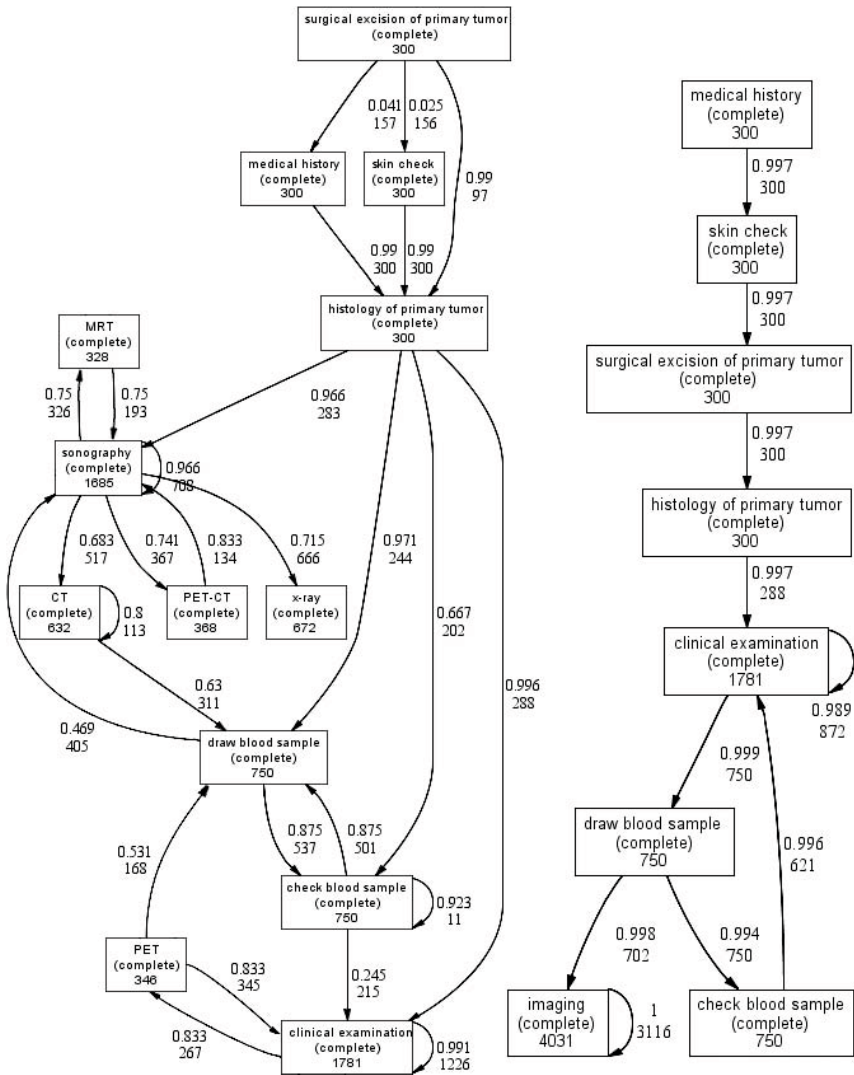 surgical excision of primary tumor
(complete)
300
0.041
157
0.025
156
medical history
(complete)
300
skin check
(complete)
300
0.99
97
0.99
300
0.99
300
histology of primary tumor
(complete)
300
MRT
(complete)
328
0.75
326
0.75
193
0.966
283
sonography
(complete)
1685
0.966
708
0.683
517
0.741
367
0.833
134
0.715
666
0.971
244
CT
(complete)
632
0.8
113
PET-CT
(complete)
368
x-ray
(complete)
672
0.667
202
0.63
311
0.996
288
0.469
405
draw blood sample
(complete)
750
0.875
537
0.875
501
0.531
168
check blood sample
(complete)
750
0.923
11
PET
(complete)
346
0.833
345
0.245
215
0.833
267
clinical examination
(complete)
1781
0.991
1226
medical history
(complete)
300
0.997
300
skin check
(complete)
300
0.997
300
surgical excision of primary tumor
(complete)
300
0.997
300
histology of primary tumor
(complete)
300
0.997
288
clinical examination
(complete)
1781
0.989
872
0.999
750
draw blood sample
(complete)
750
0.996
621
0.998
702
0.994
750
imaging
(complete)
4031
1
3116
check blood sample
(complete)
750